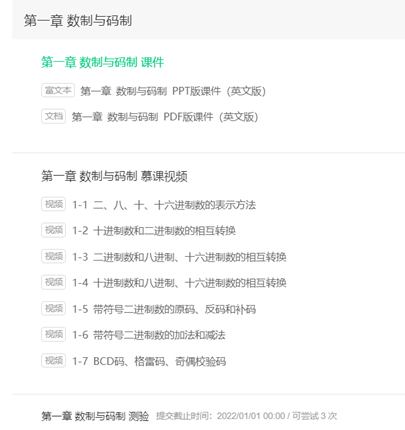 第一章 数制与码制
第一章 数制与码制 课件
富文本 第一章 数制与码制 PPT版课件（英文版）
文档 第一章 数制与码制 PDF版课件（英文版）
第一章 数制与码制 慕课视频
视频 1-1 二、八、十、十六进制数的表示方法
视频 1-2 十进制数和二进制数的相互转换
视频 1-3 二进制数和八进制、十六进制数的相互转换
视频 1-4 十进制数和八进制、十六进制数的相互转换
视频 1-5 带符号二进制数的原码、反码和补码
视频 1-6 带符号二进制数的加法和减法
视频 1-7 BCD码、格雷码、奇偶校验码
第一章 数制与码制 测验 提交截止时间：2022/01/01 00:00 / 可尝试 3 次